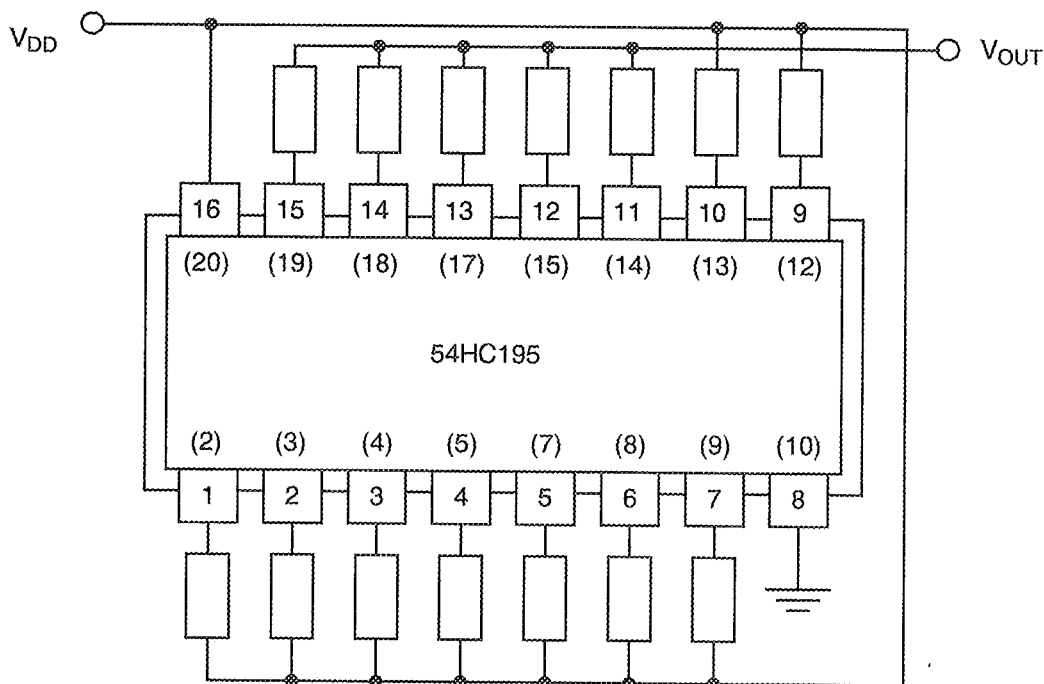 V_DD
V_OUT
16 15 14 13 12 11 10 9
(20) (19) (18) (17) (15) (14) (13) (12)
54HC195
(2) (3) (4) (5) (7) (8) (9) (10)
1 2 3 4 5 6 7 8